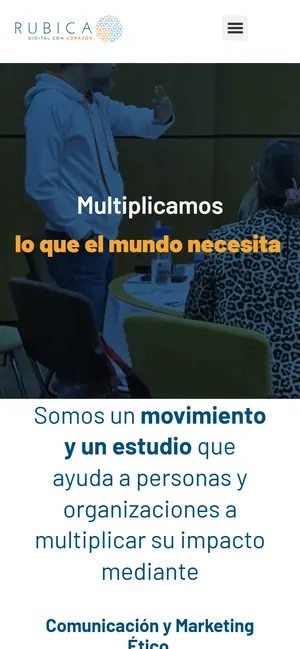 RUBICA
DIGITAL CON CORAZÓN
Multiplicamos
lo que el mundo necesita
Somos un movimiento
y un estudio que
ayuda a personas y
organizaciones a
multiplicar su impacto
mediante
Comunicación y Marketing
Ético